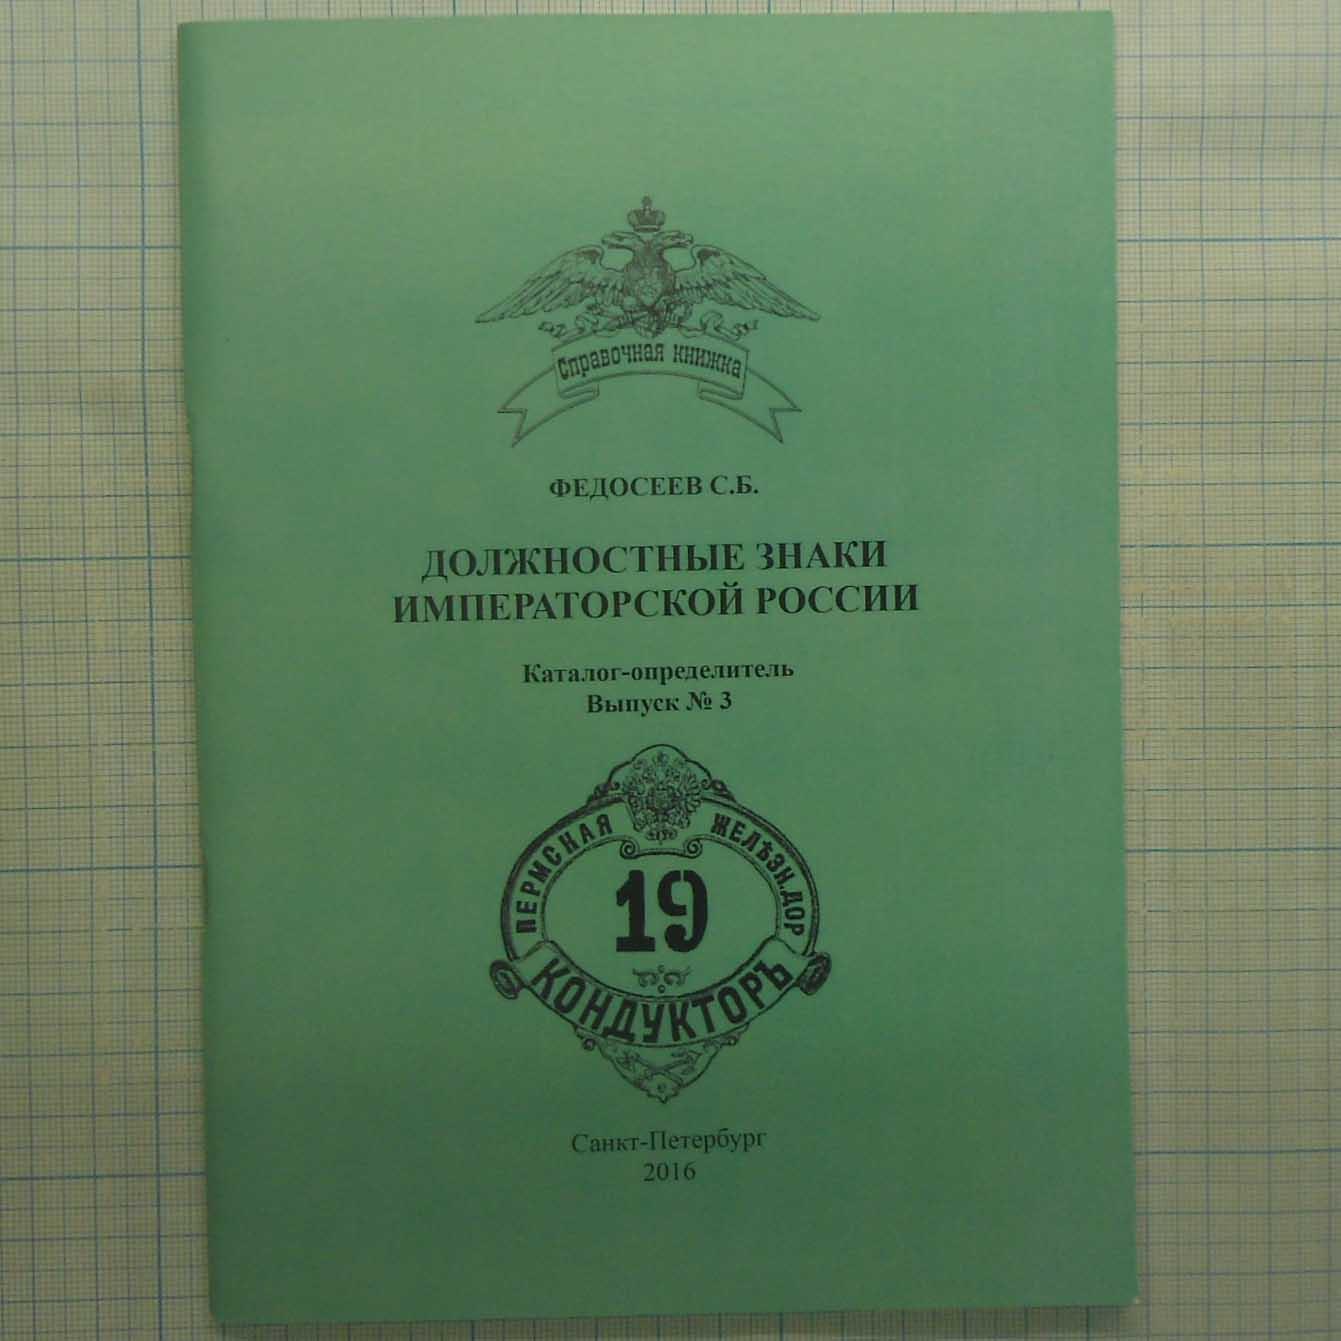 Справочная книжка
ФЕДОСЕЕВ С.Б.
ДОЛЖНОСТНЫЕ ЗНАКИ
ИМПЕРАТОРСКОЙ РОССИИ
Каталог-определитель
Выпуск № 3
ПЕРМСКАЯ ЖЕЛѢЗН. ДОР
19
КОНДУКТОРЪ
Санкт-Петербург
2016